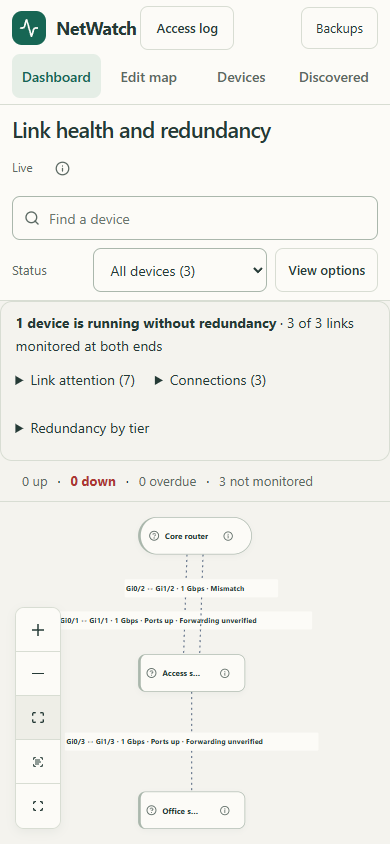 NetWatch
Access log
Backups
Dashboard
Edit map
Devices
Discovered
Link health and redundancy
Live
Find a device
Status
All devices (3)
View options
1 device is running without redundancy · 3 of 3 links
monitored at both ends
Link attention (7)
Connections (3)
Redundancy by tier
0 up · 0 down · 0 overdue · 3 not monitored
Core router
Gi0/2 ↔ Gi1/2 · 1 Gbps · Mismatch
Gi0/1 ↔ Gi1/1 · 1 Gbps · Ports up · Forwarding unverified
Access s...
Gi0/3 ↔ Gi1/3 · 1 Gbps · Ports up · Forwarding unverified
Office s...